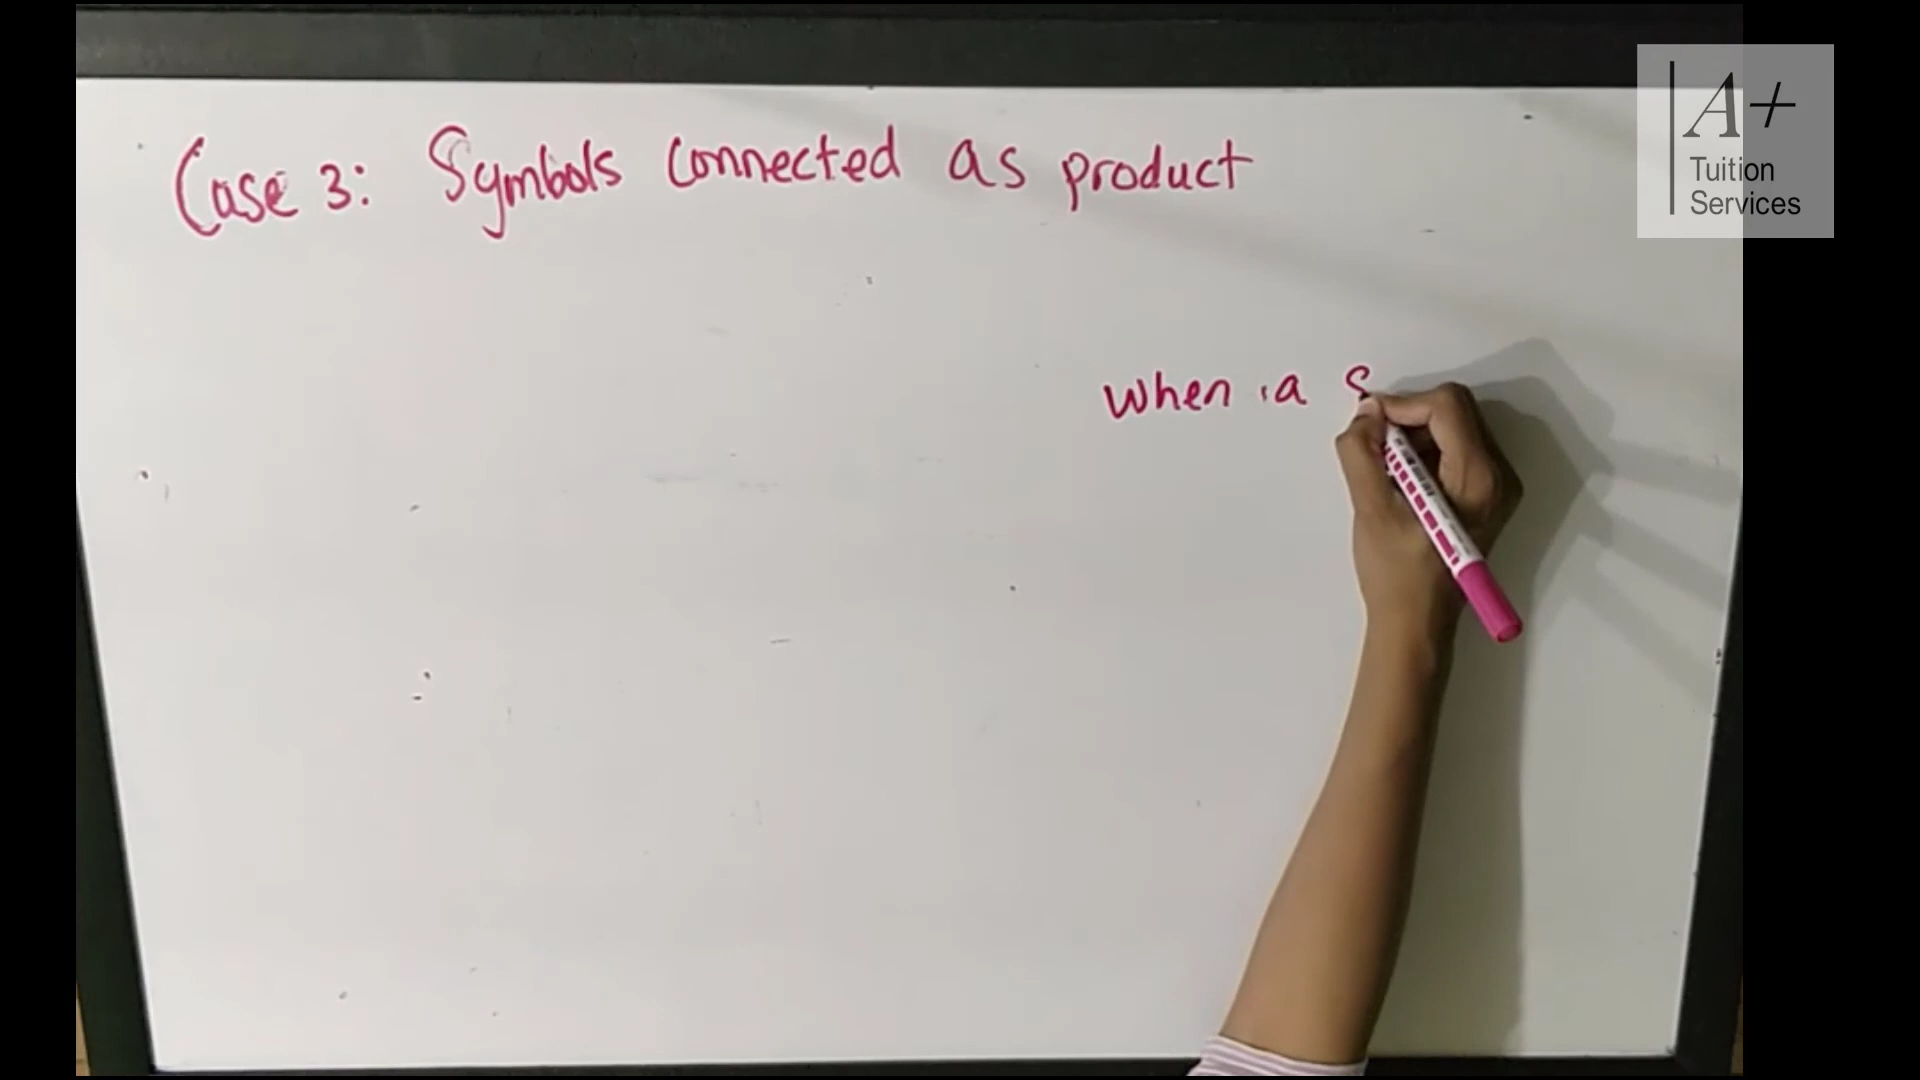 Case 3: Symbols connected as product
when a S
A+
Tuition
Services